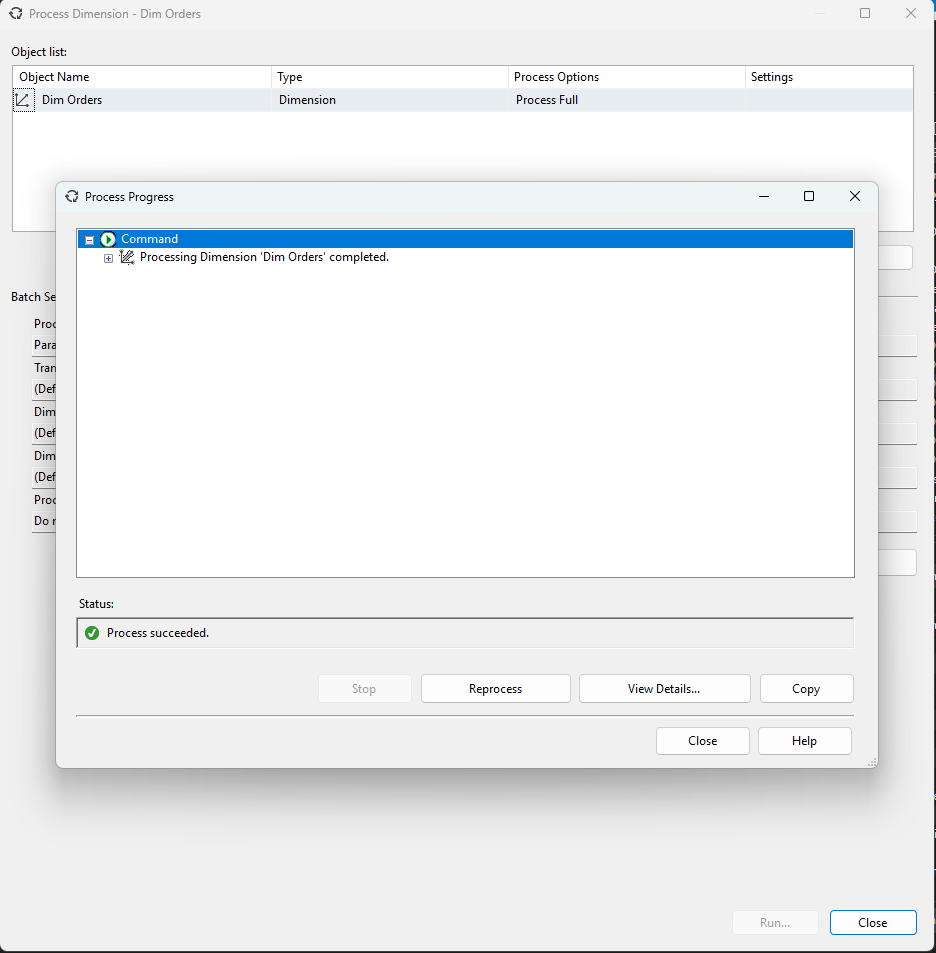 Process Dimension - Dim Orders
Object list:
Object Name Type Process Options Settings
Dim Orders Dimension Process Full
Process Progress
Command
Processing Dimension 'Dim Orders' completed.
Batch Se
Proc
Para
Tran
(Def
Dim
(Def
Dim
(Def
Proc
Do
Status:
Process succeeded.
Stop Reprocess View Details... Copy
Close Help
Run... Close